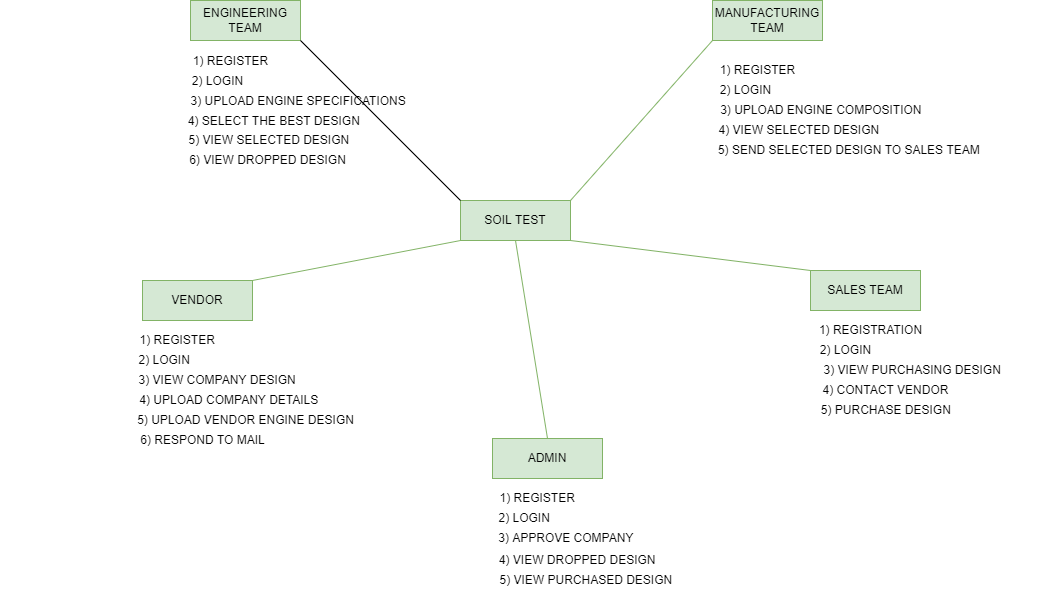 ENGINEERING
TEAM
1) REGISTER
2) LOGIN
3) UPLOAD ENGINE SPECIFICATIONS
4) SELECT THE BEST DESIGN
5) VIEW SELECTED DESIGN
6) VIEW DROPPED DESIGN
MANUFACTURING
TEAM
1) REGISTER
2) LOGIN
3) UPLOAD ENGINE COMPOSITION
4) VIEW SELECTED DESIGN
5) SEND SELECTED DESIGN TO SALES TEAM
SOIL TEST
VENDOR
1) REGISTER
2) LOGIN
3) VIEW COMPANY DESIGN
4) UPLOAD COMPANY DETAILS
5) UPLOAD VENDOR ENGINE DESIGN
6) RESPOND TO MAIL
SALES TEAM
1) REGISTRATION
2) LOGIN
3) VIEW PURCHASING DESIGN
4) CONTACT VENDOR
5) PURCHASE DESIGN
ADMIN
1) REGISTER
2) LOGIN
3) APPROVE COMPANY
4) VIEW DROPPED DESIGN
5) VIEW PURCHASED DESIGN